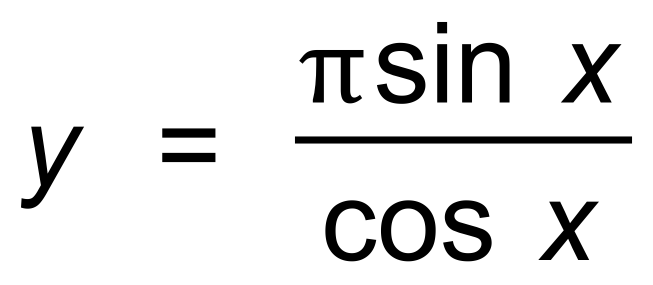 y = πsin x
cos x